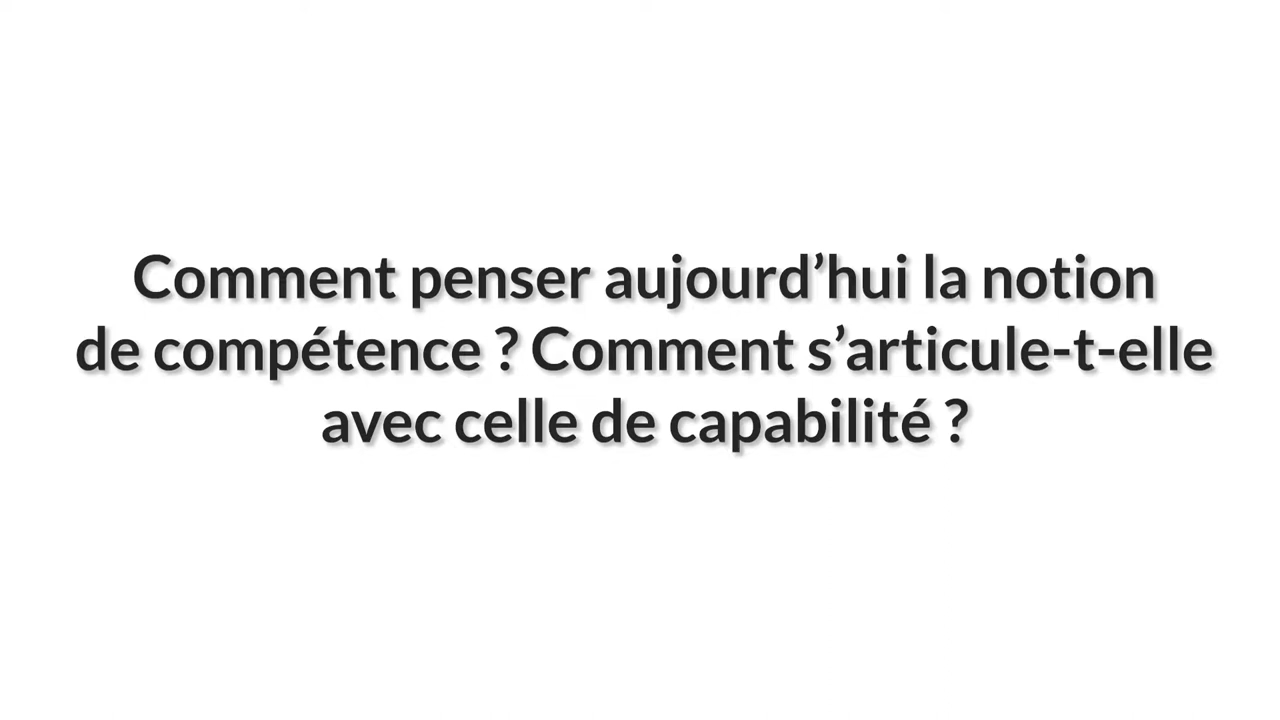 Comment penser aujourd’hui la notion
de compétence ? Comment s’articule-t-elle
avec celle de capabilité ?